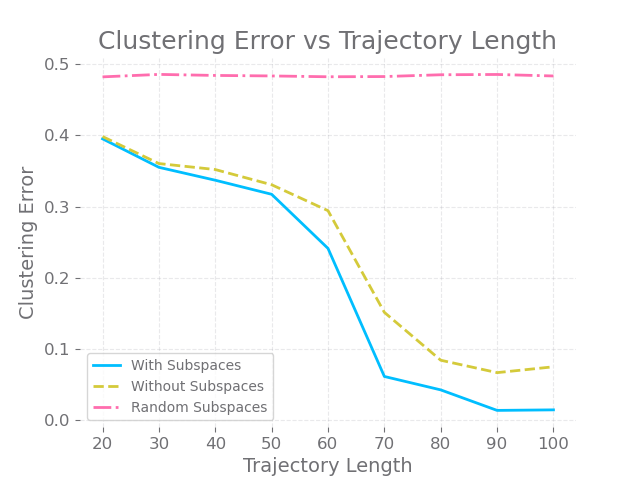 Clustering Error vs Trajectory Length
Clustering Error
0.5
0.4
0.3
0.2
0.1
0.0
With Subspaces
Without Subspaces
Random Subspaces
20 30 40 50 60 70 80 90 100
Trajectory Length